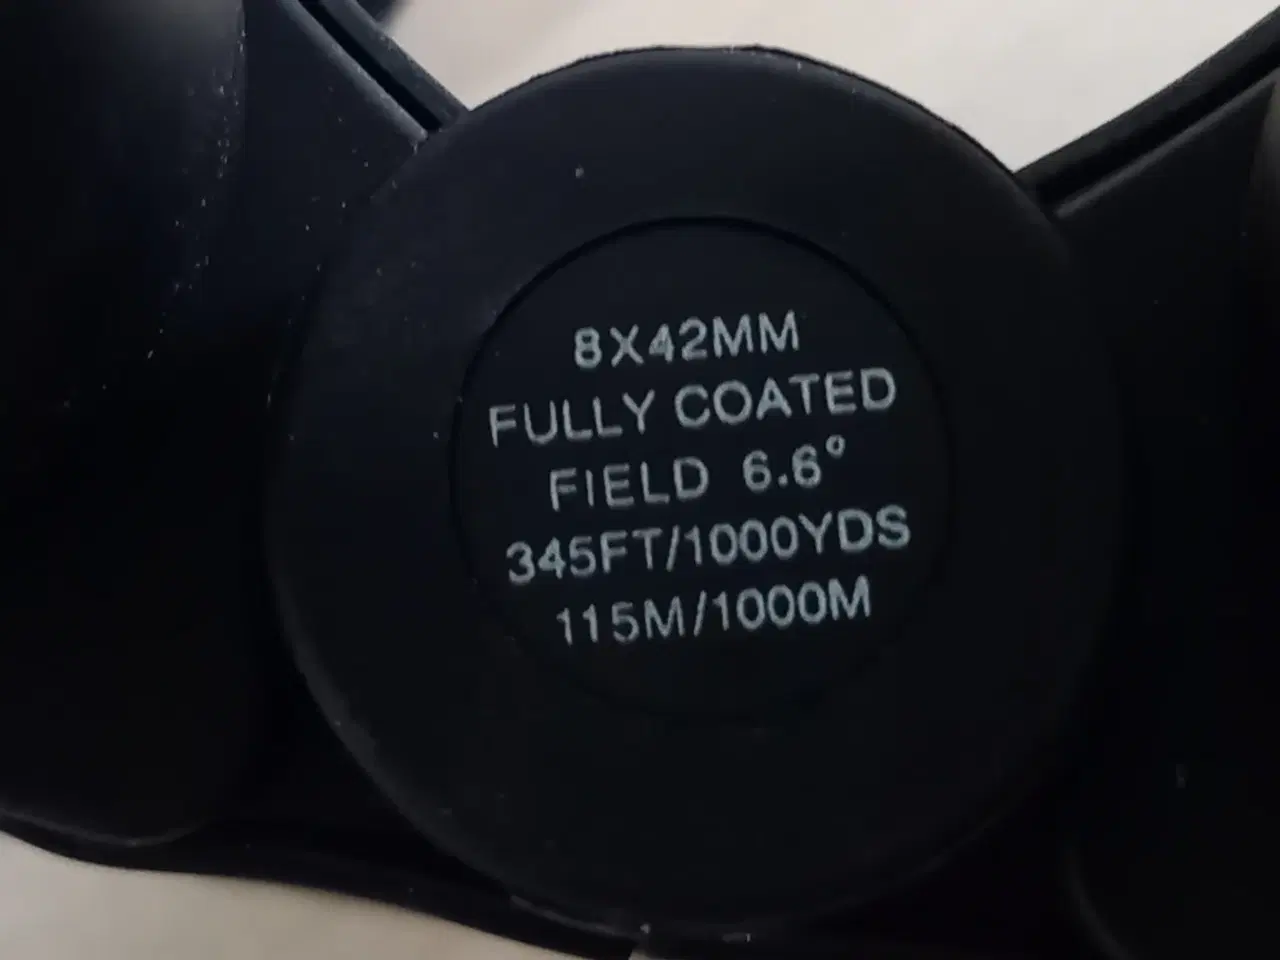 8X42MM
FULLY COATED
FIELD 6.6°
345FT/1000YDS
115M/1000M